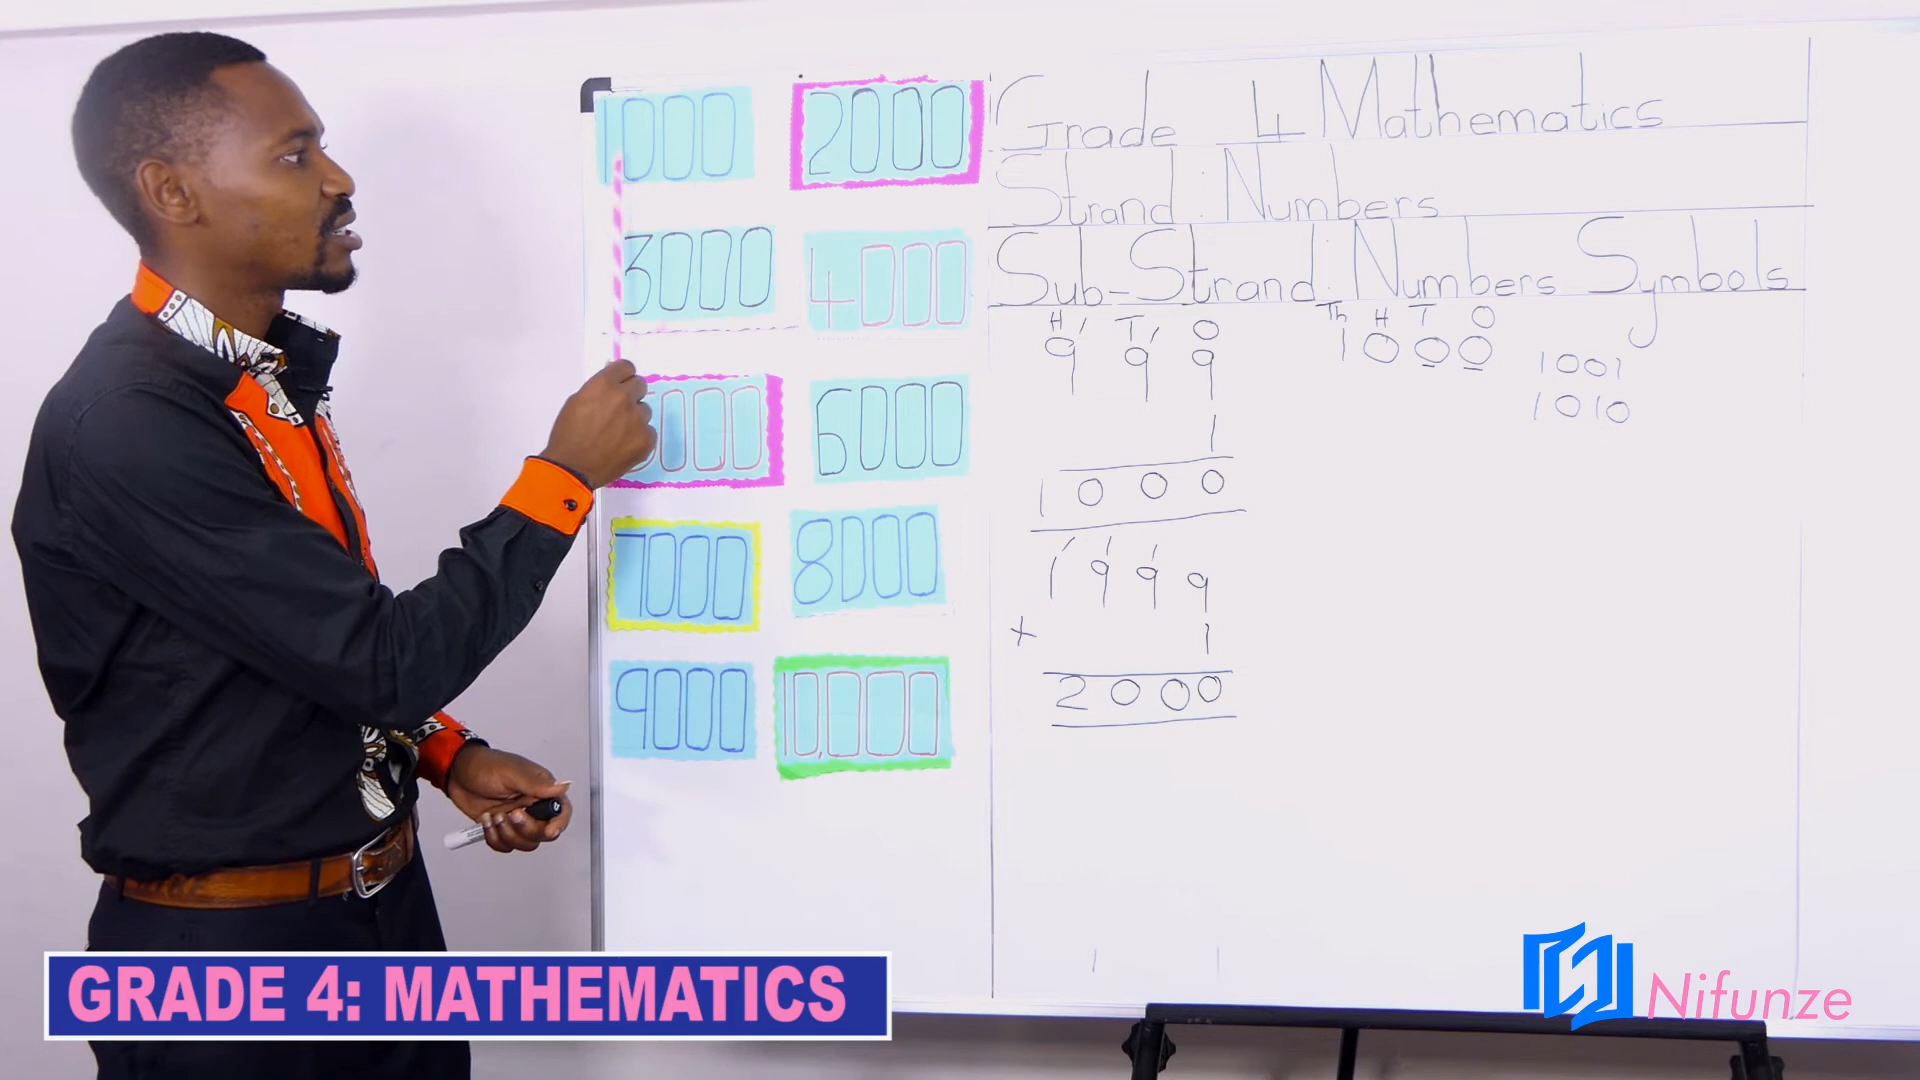 1000 2000
3000 4000
5000 6000
7000 8000
9000 10,000
Grade 4 Mathematics
Strand: Numbers
Sub-Strand: Numbers Symbols
H T O
9 9 9
1
1 0 0 0
1 9 9 9
+ 1
2 0 0 0
Th H T O
1 0 0 0
1001
1010
GRADE 4: MATHEMATICS
Nifunze